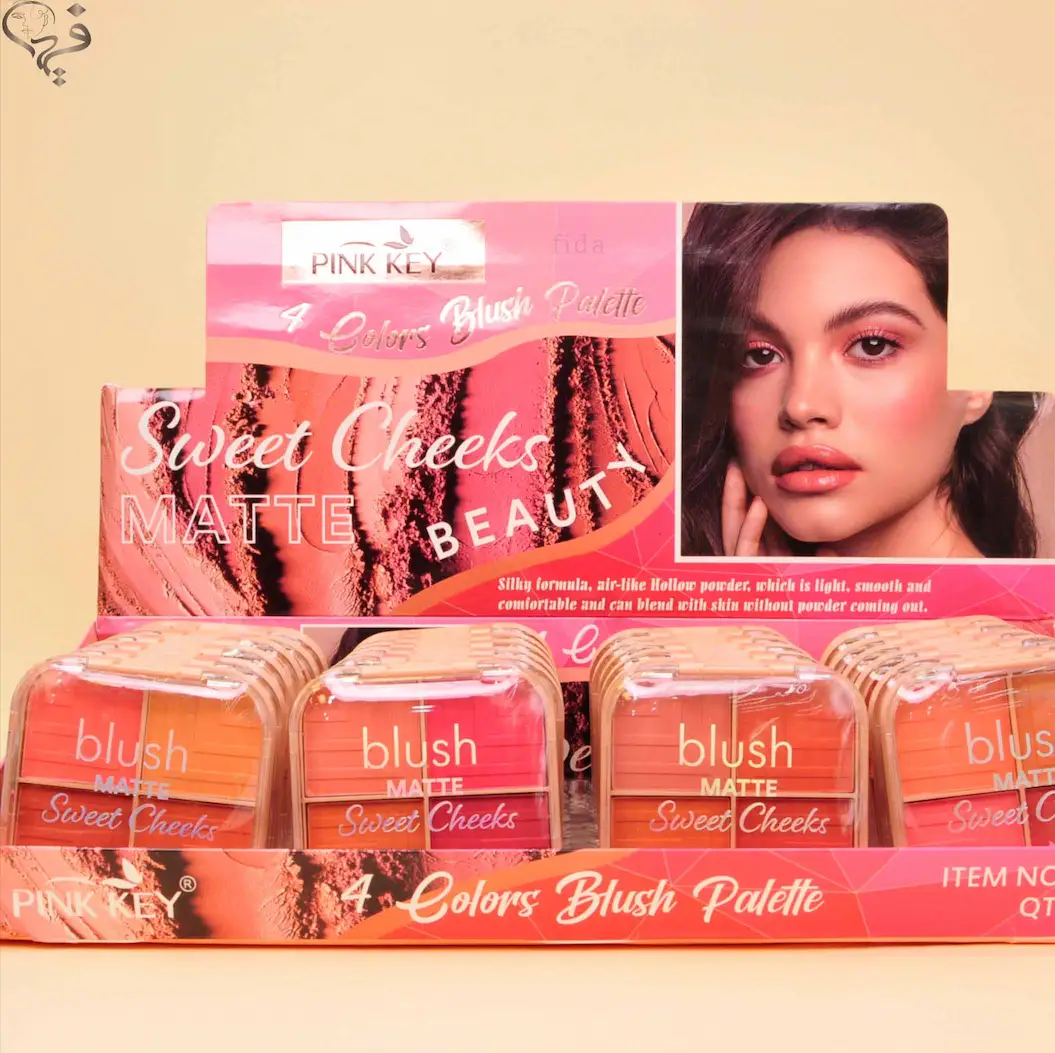 PINK KEY
fida
4 Colors Blush Palette
Sweet Cheeks
MATTE
BEAUTY
Silky formula, air-like Hollow powder, which is light, smooth and
comfortable and can blend with skin without powder coming out.
blush
MATTE
Sweet Cheeks
blush
MATTE
Sweet Cheeks
blush
MATTE
Sweet Cheeks
blus
MATT
Sweet C
PINK KEY®
4 Colors Blush Palette
ITEM NO
QT